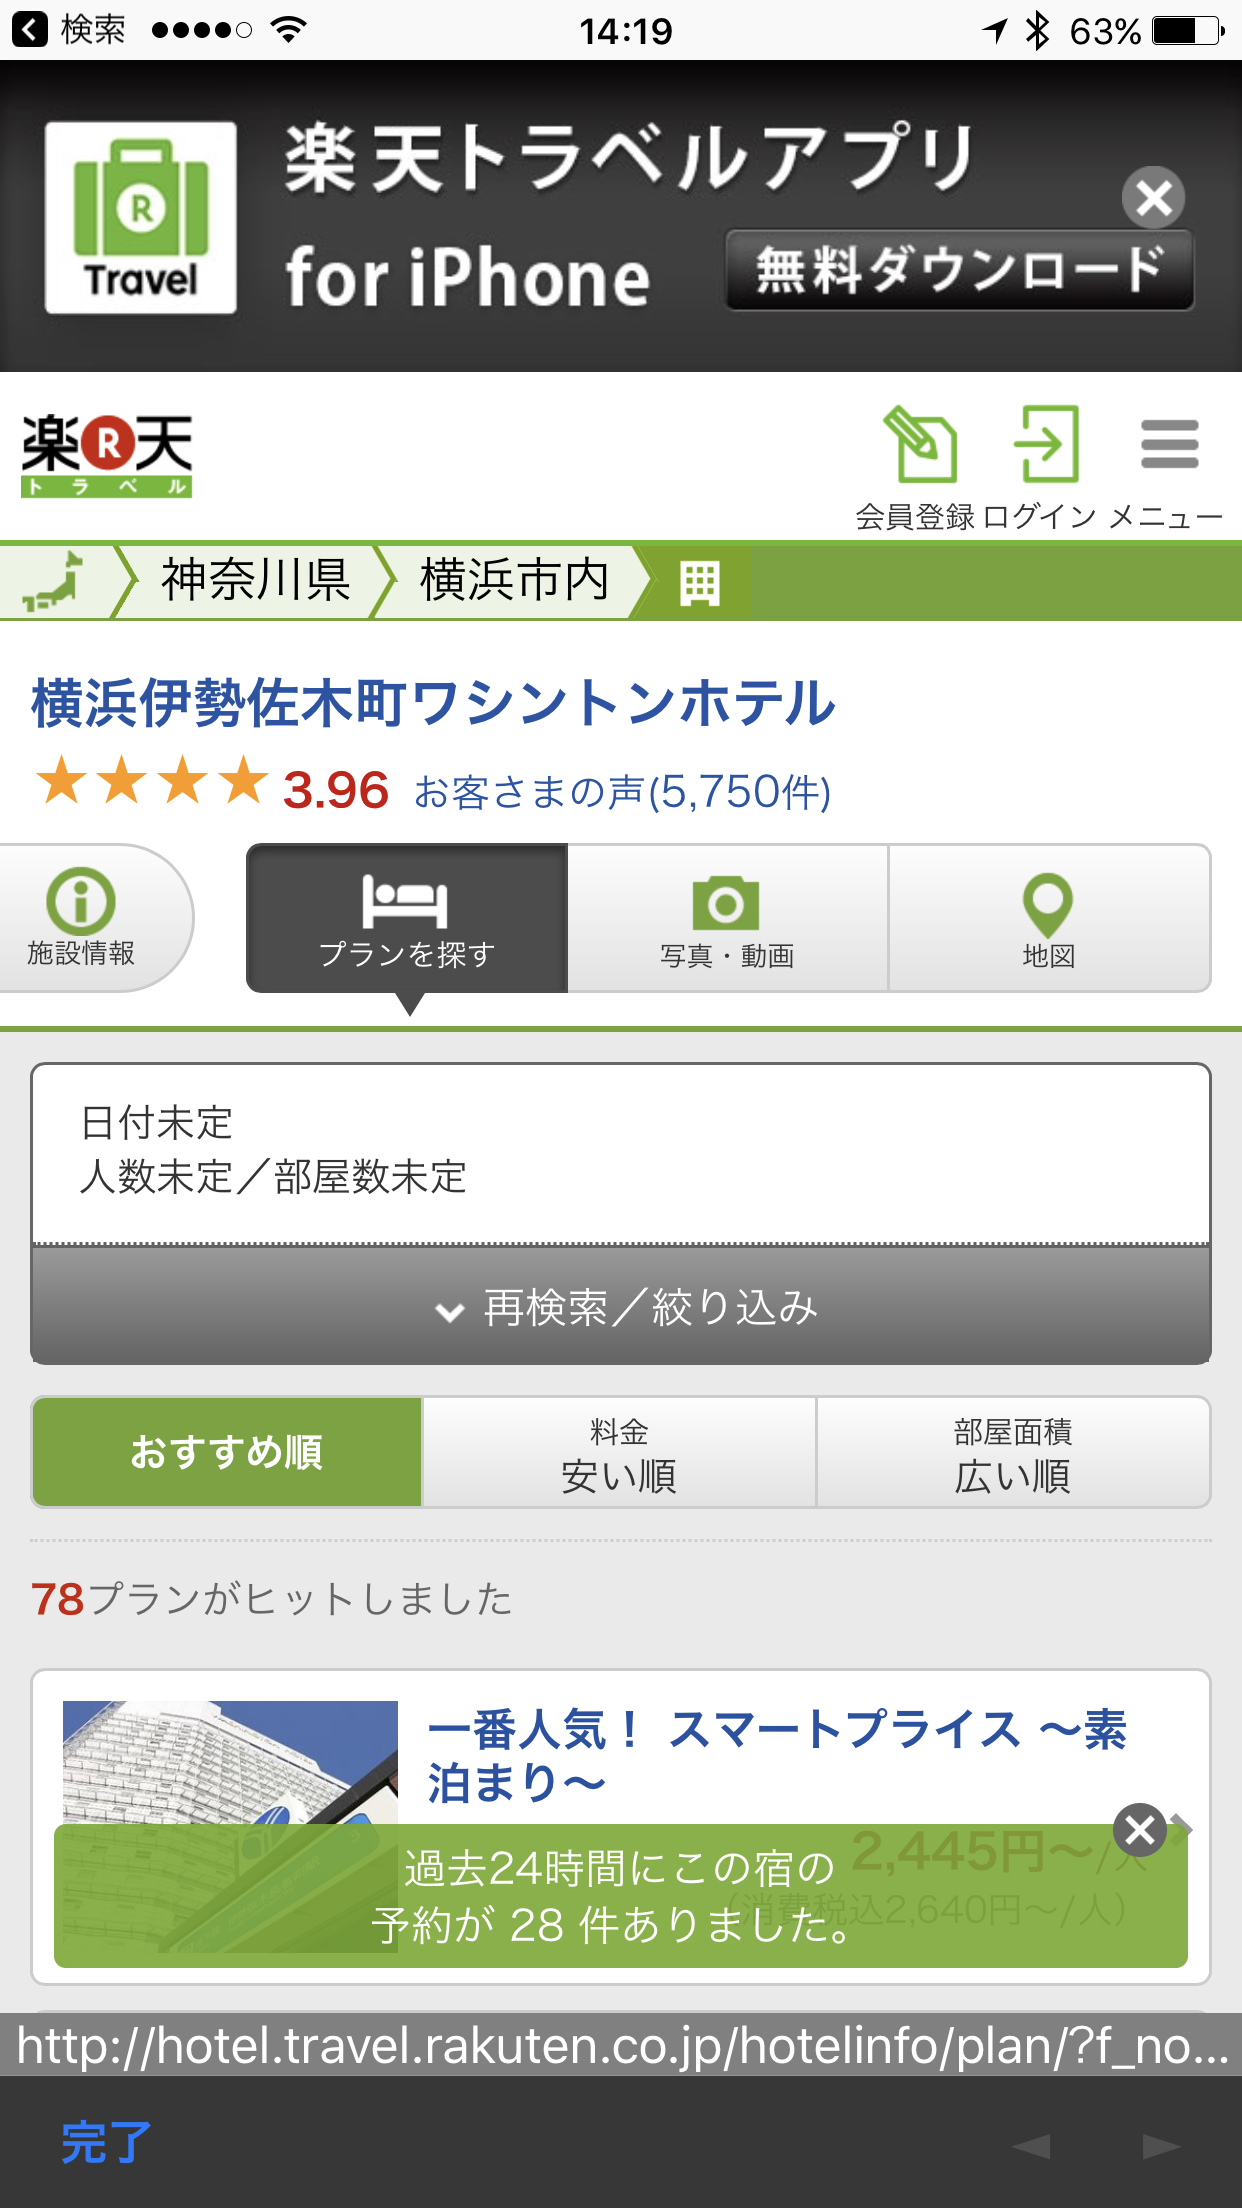 検索
14:19
63%
楽天トラベルアプリ
for iPhone
無料ダウンロード
R
Travel
楽R天
トラベル
会員登録 ログイン メニュー
神奈川県
横浜市内
横浜伊勢佐木町ワシントンホテル
★★★★ 3.96 お客さまの声(5,750件)
施設情報
プランを探す
写真・動画
地図
日付未定
人数未定／部屋数未定
再検索／絞り込み
おすすめ順
料金
安い順
部屋面積
広い順
78プランがヒットしました
一番人気！ スマートプライス 〜素
泊まり〜
2,445円〜/人
(消費税込2,640円〜/人)
過去24時間にこの宿の
予約が 28 件ありました。
http://hotel.travel.rakuten.co.jp/hotelinfo/plan/?f_no...
完了